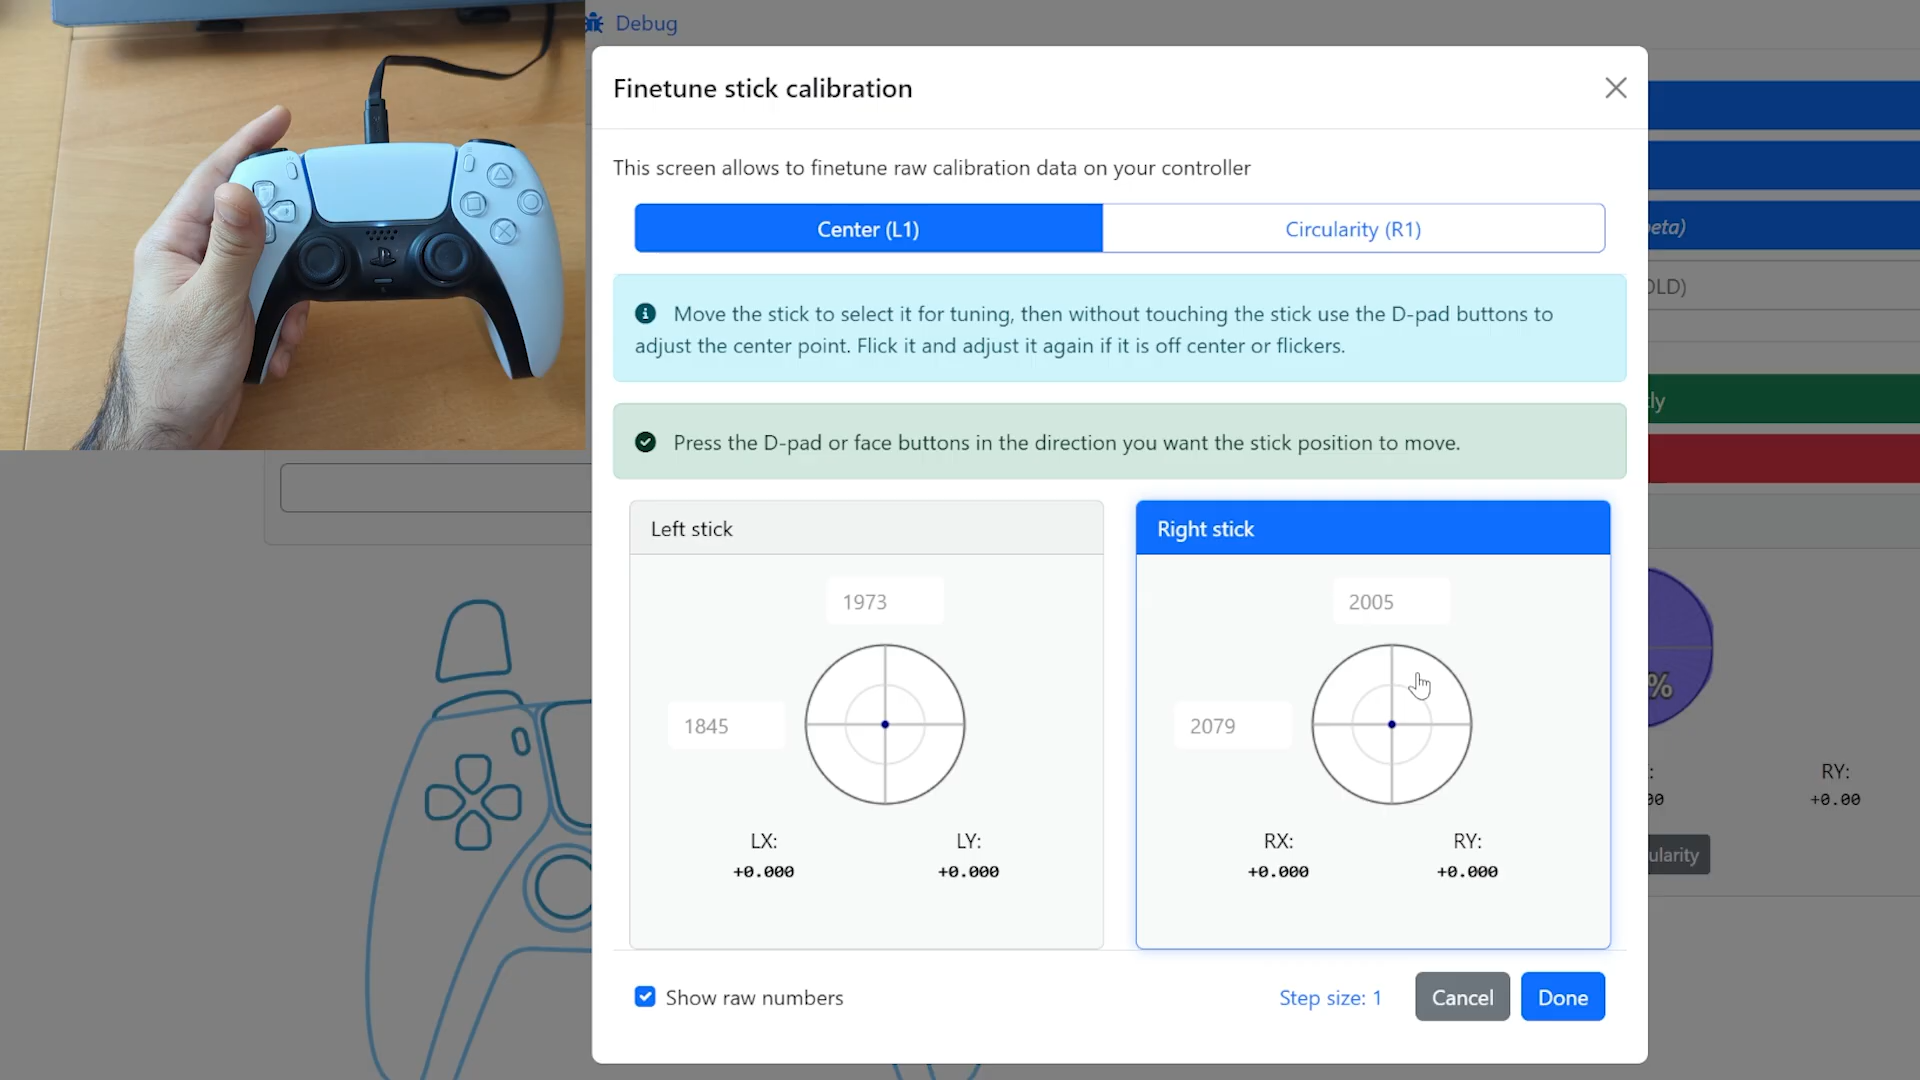 Debug
Finetune stick calibration
This screen allows to finetune raw calibration data on your controller
Center (L1)
Circularity (R1)
eta)
OLD)
Move the stick to select it for tuning, then without touching the stick use the D-pad buttons to
adjust the center point. Flick it and adjust it again if it is off center or flickers.
ly
Press the D-pad or face buttons in the direction you want the stick position to move.
Left stick
Right stick
1973
2005
%
1845
2079
RY:
+0.00
LX:
LY:
RX:
RY:
ularity
+0.000
+0.000
+0.000
+0.000
Show raw numbers
Step size: 1
Cancel
Done